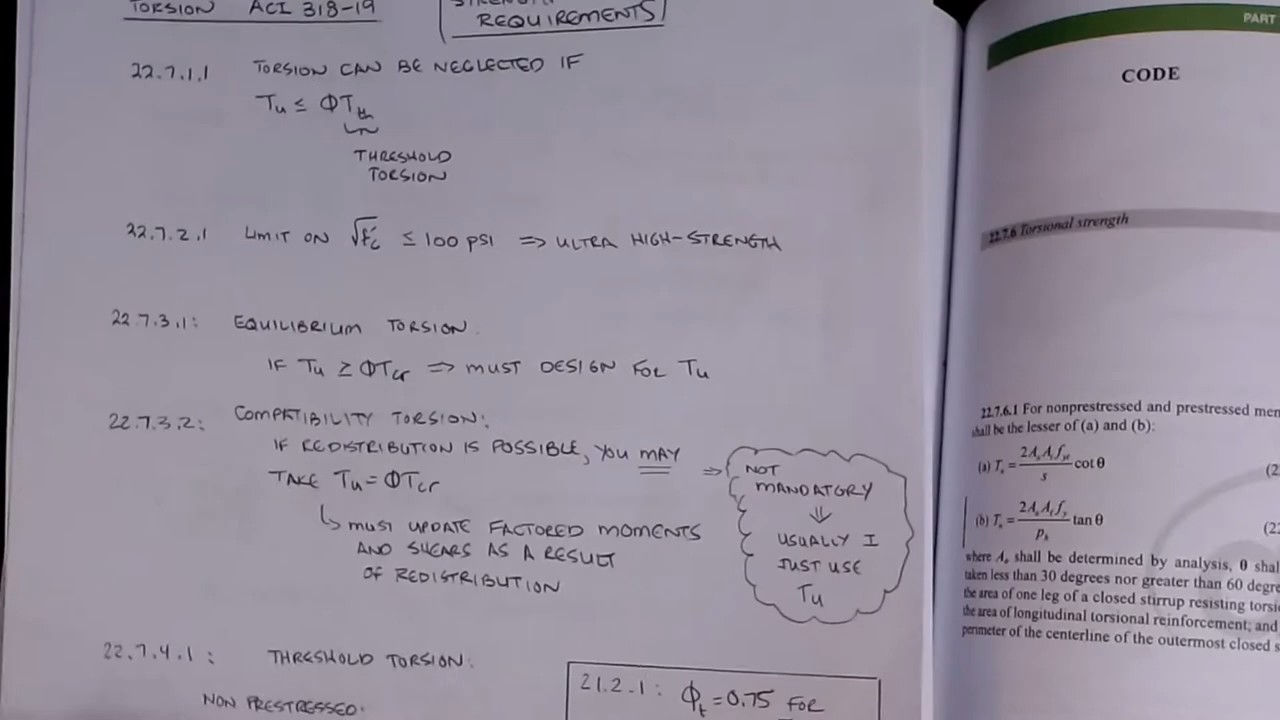 TORSION ACI 318-19
REQUIREMENTS
22.7.1.1 TORSION CAN BE NEGLECTED IF
Tu ≤ ΦTth
THRESHOLD
TORSION
22.7.2.1 LIMIT ON √f'c ≤ 100 PSI ⇒ ULTRA HIGH-STRENGTH
22.7.3.1: EQUILIBRIUM TORSION.
IF Tu ≥ ΦTcr ⇒ MUST DESIGN FOR Tu
22.7.3.2: COMPATIBILITY TORSION:
IF REDISTRIBUTION IS POSSIBLE, YOU MAY
TAKE Tu = ΦTcr
↳ MUST UPDATE FACTORED MOMENTS
AND SHEARS AS A RESULT
OF REDISTRIBUTION
⇒ NOT
MANDATORY
⇓
USUALLY I
JUST USE
Tu
22.7.4.1: THRESHOLD TORSION:
NON PRESTRESSED:
21.2.1: Φt = 0.75 FOR
PART
CODE
22.7.6 Torsional strength
22.7.6.1 For nonprestressed and prestressed mem
shall be the lesser of (a) and (b):
(a) Tn = 2AoAtfyt / s cot θ (2
(b) Tn = 2AoAℓfy / ph tan θ (22
where Ao shall be determined by analysis, θ shal
taken less than 30 degrees nor greater than 60 degre
the area of one leg of a closed stirrup resisting torsi
the area of longitudinal torsional reinforcement; and
perimeter of the centerline of the outermost closed s